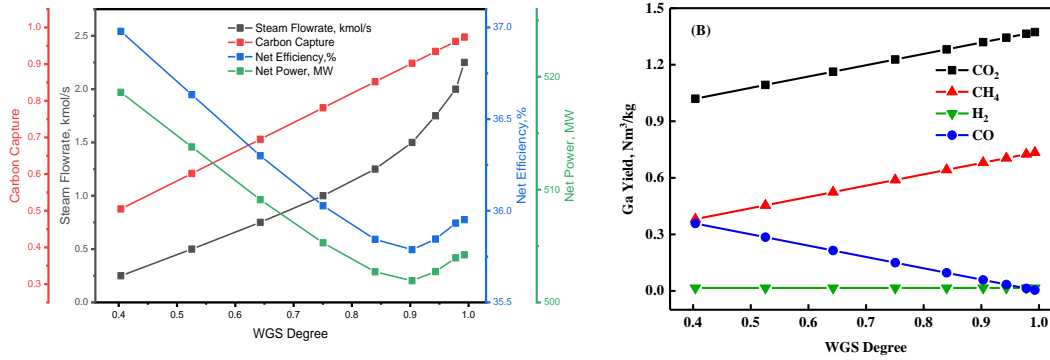 1.0
0.9
0.8
0.7
0.6
0.5
0.4
0.3
Carbon Capture
2.5
2.0
1.5
1.0
0.5
0.0
Steam Flowrate, kmol/s
Steam Flowrate, kmol/s
Carbon Capture
Net Efficiency,%
Net Power, MW
0.4 0.5 0.6 0.7 0.8 0.9 1.0
WGS Degree
37.0
36.5
36.0
35.5
Net Efficiency,%
520
510
500
Net Power, MW
(B)
1.5
1.2
0.9
0.6
0.3
0.0
Ga Yield, Nm³/kg
CO₂
CH₄
H₂
CO
0.4 0.5 0.6 0.7 0.8 0.9 1.0
WGS Degree